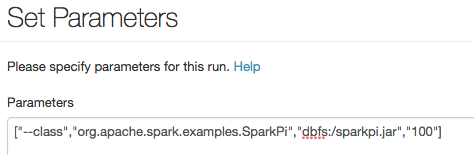 Set Parameters
Please specify parameters for this run. Help
Parameters
["--class","org.apache.spark.examples.SparkPi","dbfs:/sparkpi.jar","100"]